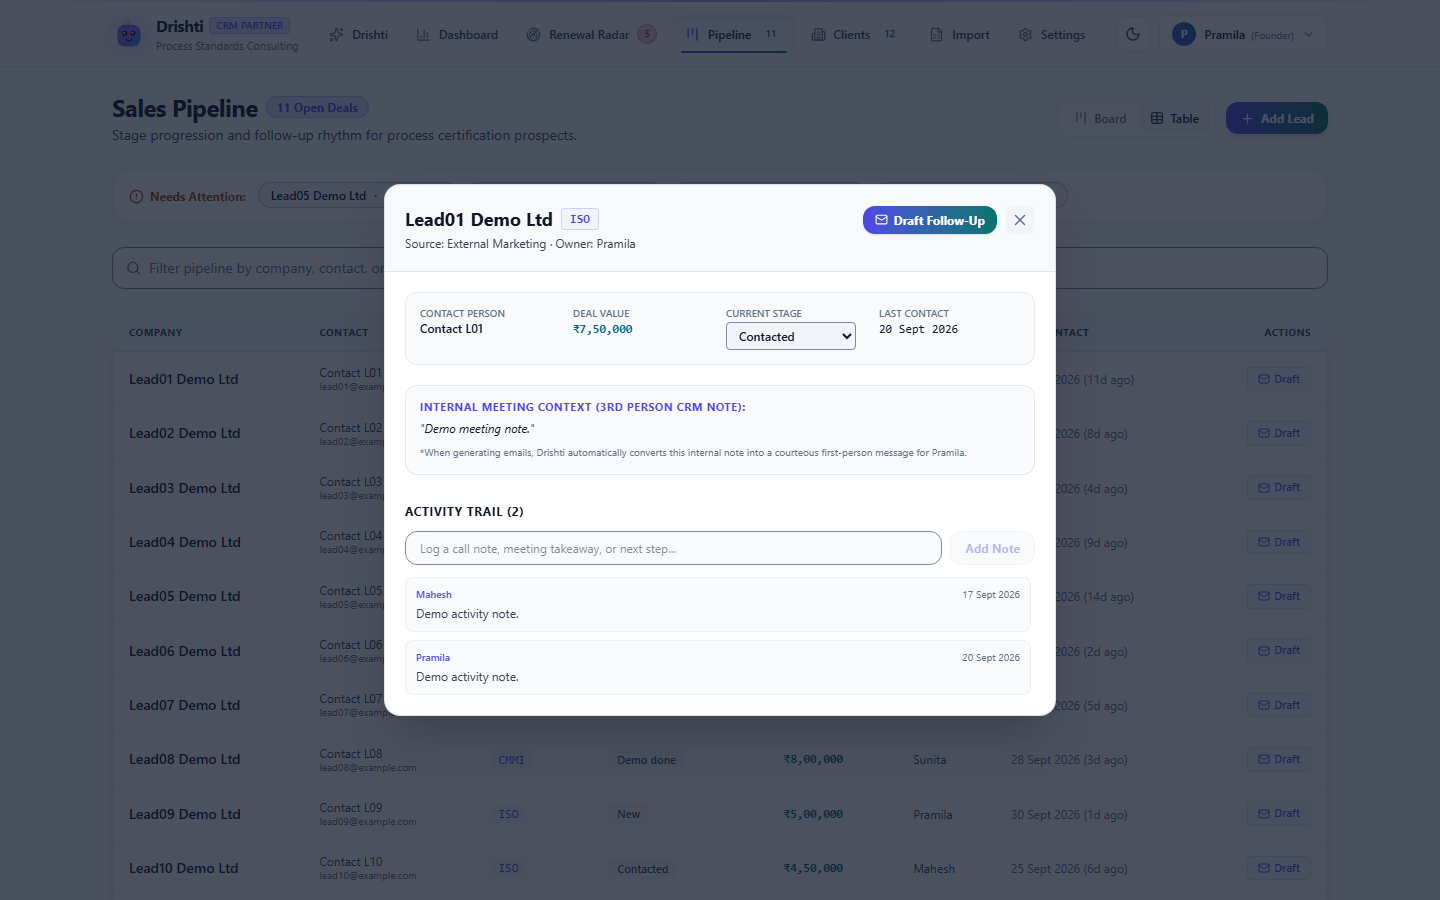 Drishti CRM PARTNER
Process Standards Consulting
Drishti
Dashboard
Renewal Radar 5
Pipeline 11
Clients 12
Import
Settings
P Pramila (Founder)
Sales Pipeline 11 Open Deals
Stage progression and follow-up rhythm for process certification prospects.
Board
Table
+ Add Lead
Needs Attention: Lead05 Demo Ltd ·
Filter pipeline by company, contact, or
COMPANY CONTACT ACTIONS
Lead01 Demo Ltd Contact L01 2026 (11d ago) Draft
Lead02 Demo Ltd Contact L02 2026 (8d ago) Draft
Lead03 Demo Ltd Contact L03 2026 (4d ago) Draft
Lead04 Demo Ltd Contact L04 2026 (9d ago) Draft
Lead05 Demo Ltd Contact L05 2026 (14d ago) Draft
Lead06 Demo Ltd Contact L06 2026 (2d ago) Draft
Lead07 Demo Ltd Contact L07 2026 (5d ago) Draft
Lead08 Demo Ltd Contact L08 CMMI Demo done ₹8,00,000 Sunita 28 Sept 2026 (3d ago) Draft
lead08@example.com
Lead09 Demo Ltd Contact L09 ISO New ₹5,00,000 Pramila 30 Sept 2026 (1d ago) Draft
lead09@example.com
Lead10 Demo Ltd Contact L10 ISO Contacted ₹4,50,000 Mahesh 25 Sept 2026 (6d ago) Draft
lead10@example.com
Lead01 Demo Ltd ISO
Draft Follow-Up
Source: External Marketing · Owner: Pramila
CONTACT PERSON DEAL VALUE CURRENT STAGE LAST CONTACT
Contact L01 ₹7,50,000 Contacted 20 Sept 2026
INTERNAL MEETING CONTEXT (3RD PERSON CRM NOTE):
"Demo meeting note."
*When generating emails, Drishti automatically converts this internal note into a courteous first-person message for Pramila.
ACTIVITY TRAIL (2)
Log a call note, meeting takeaway, or next step...
Add Note
Mahesh 17 Sept 2026
Demo activity note.
Pramila 20 Sept 2026
Demo activity note.